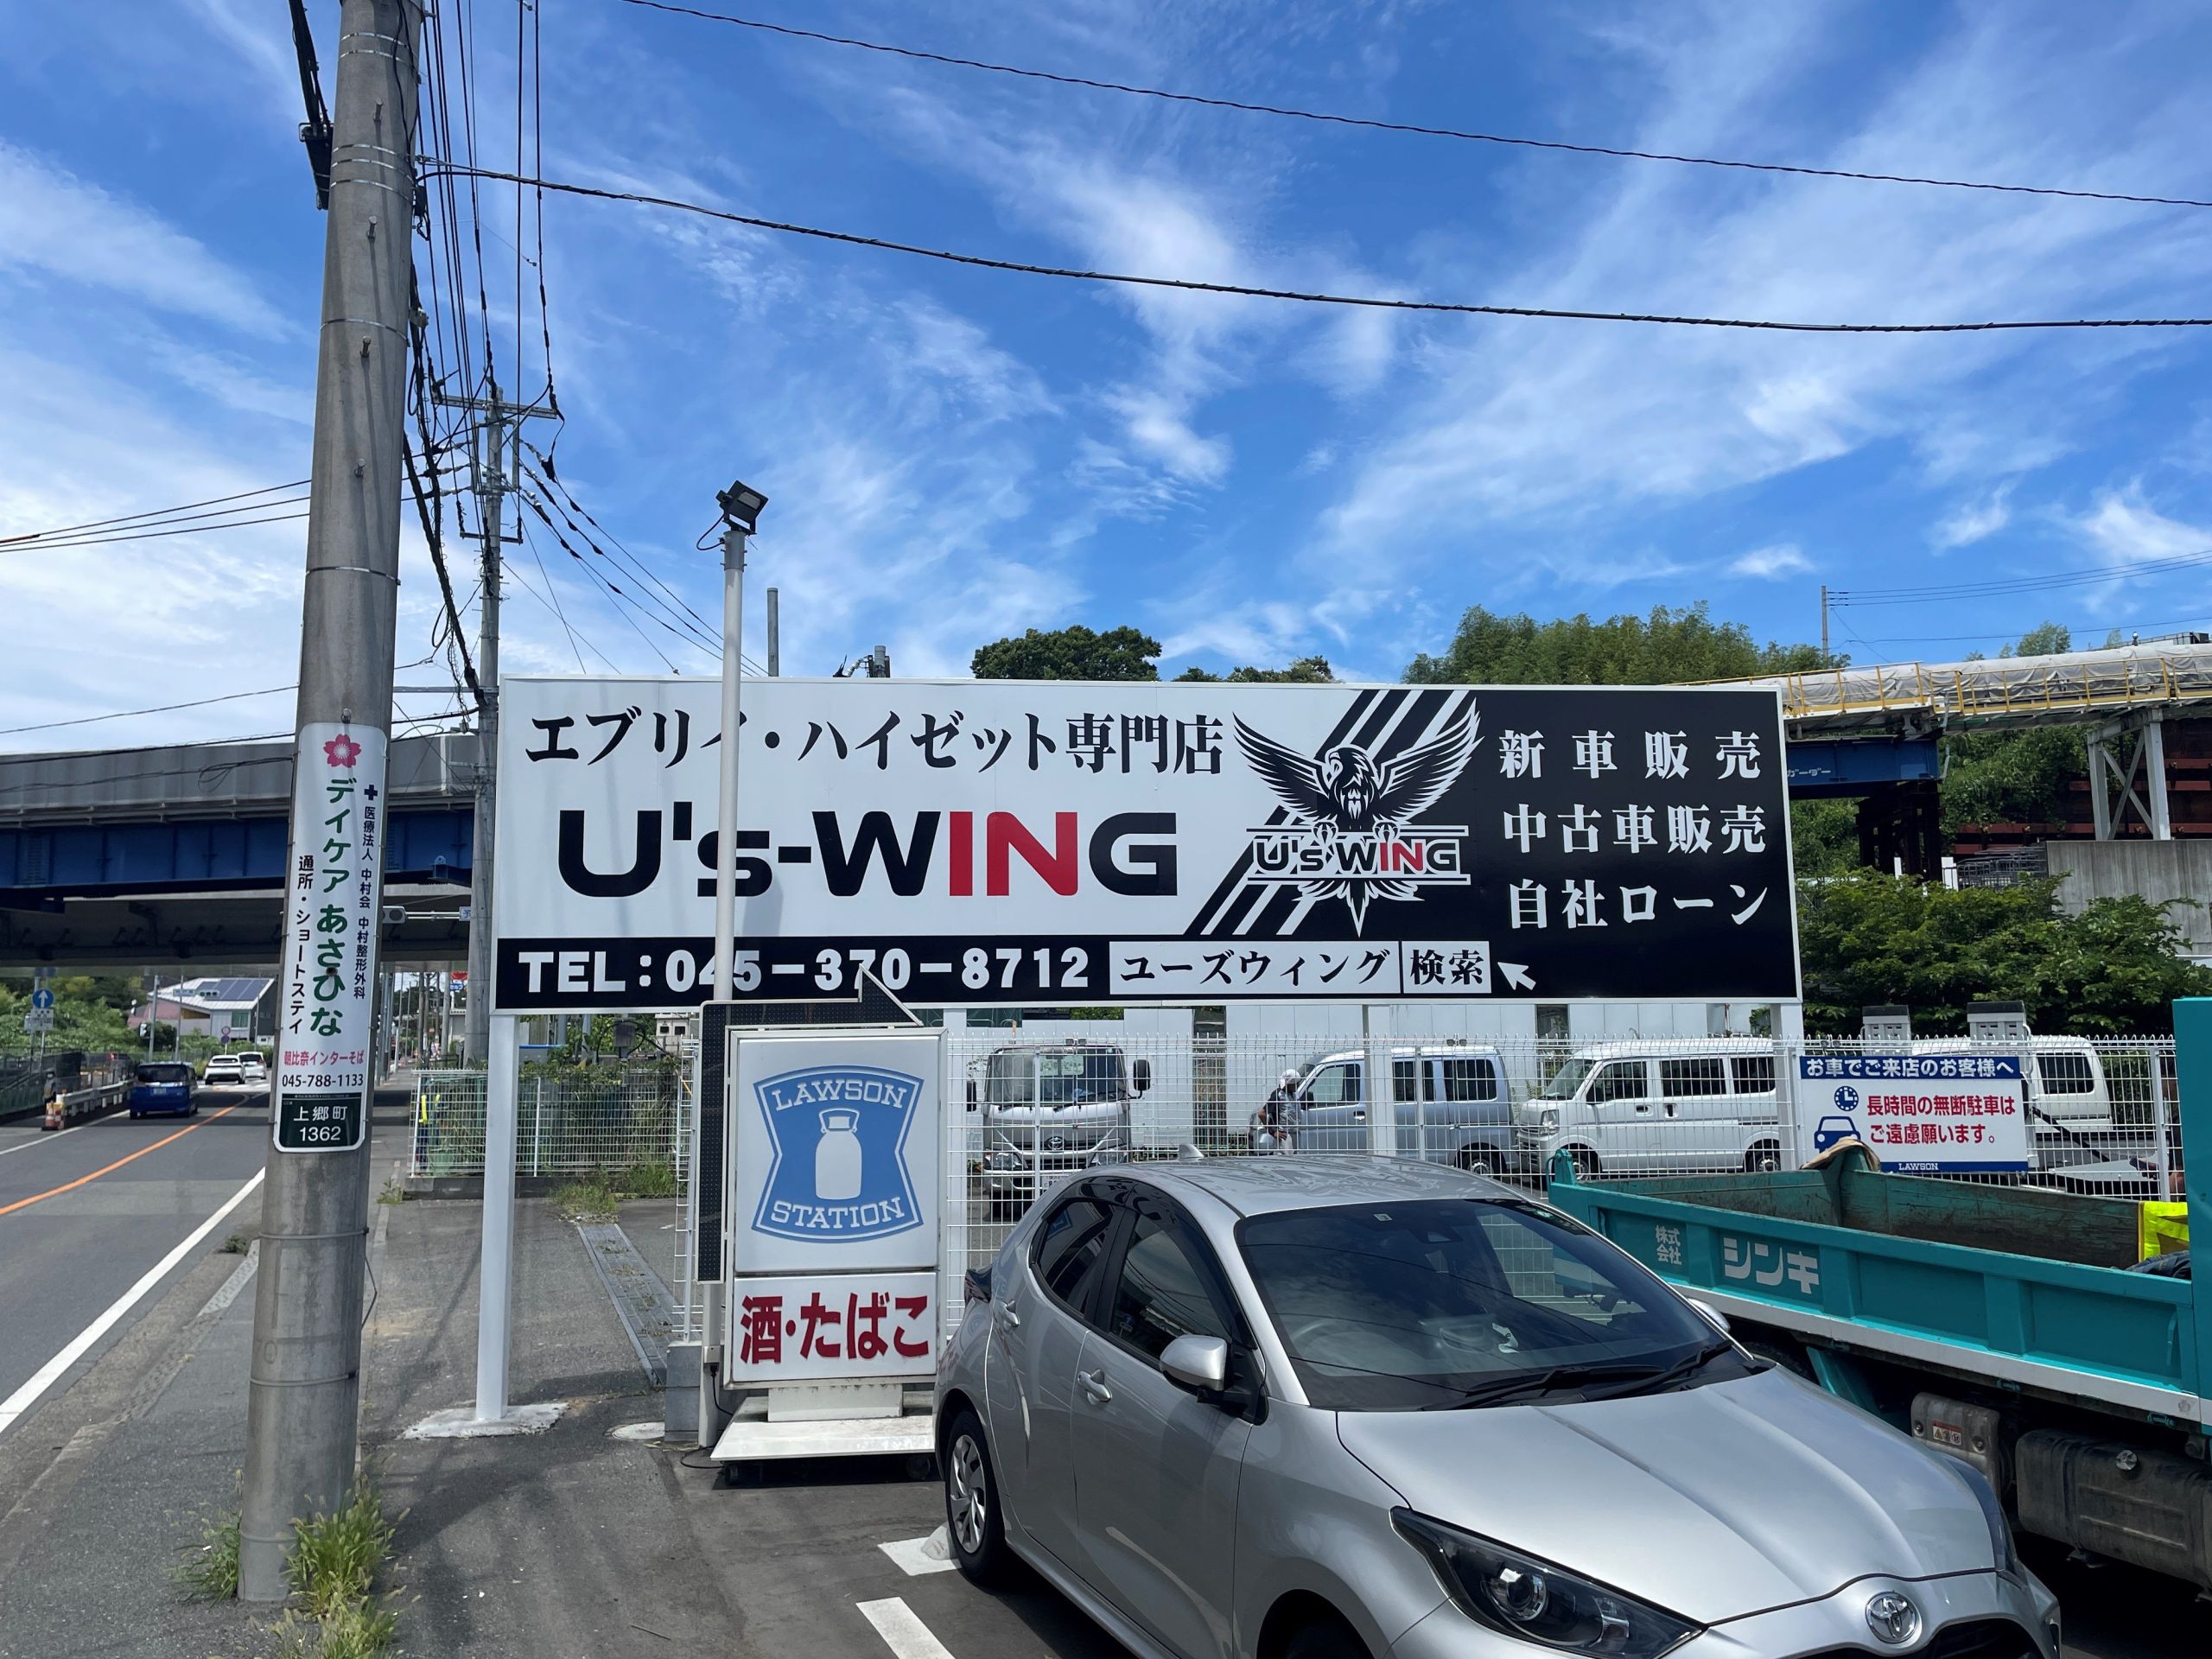 エブリイ・ハイゼット専門店
U's-WING
TEL：045-370-8712
ユーズウィング 検索
U's WING
新車販売
中古車販売
自社ローン
医療法人 中村会 中村整形外科
デイケア あさひな
通所・ショートステイ
朝比奈インターそば
045-788-1133
上郷町
1362
LAWSON
STATION
酒・たばこ
お車でご来店のお客様へ
長時間の無断駐車は
ご遠慮願います。
LAWSON
株式会社 シンキ